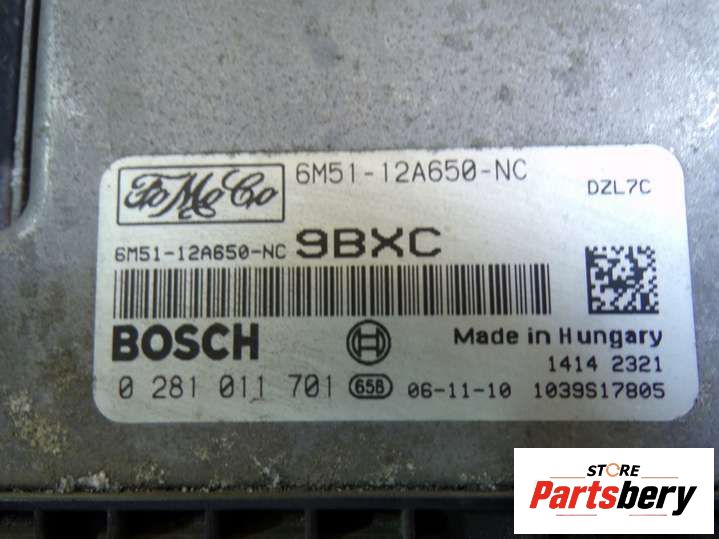 FoMoCo
6M51-12A650-NC
DZL7C
6M51-12A650-NC 9BXC
BOSCH
Made in Hungary
1414 2321
0 281 011 701 65B 06-11-10 1039S17805
STORE
Partsbery